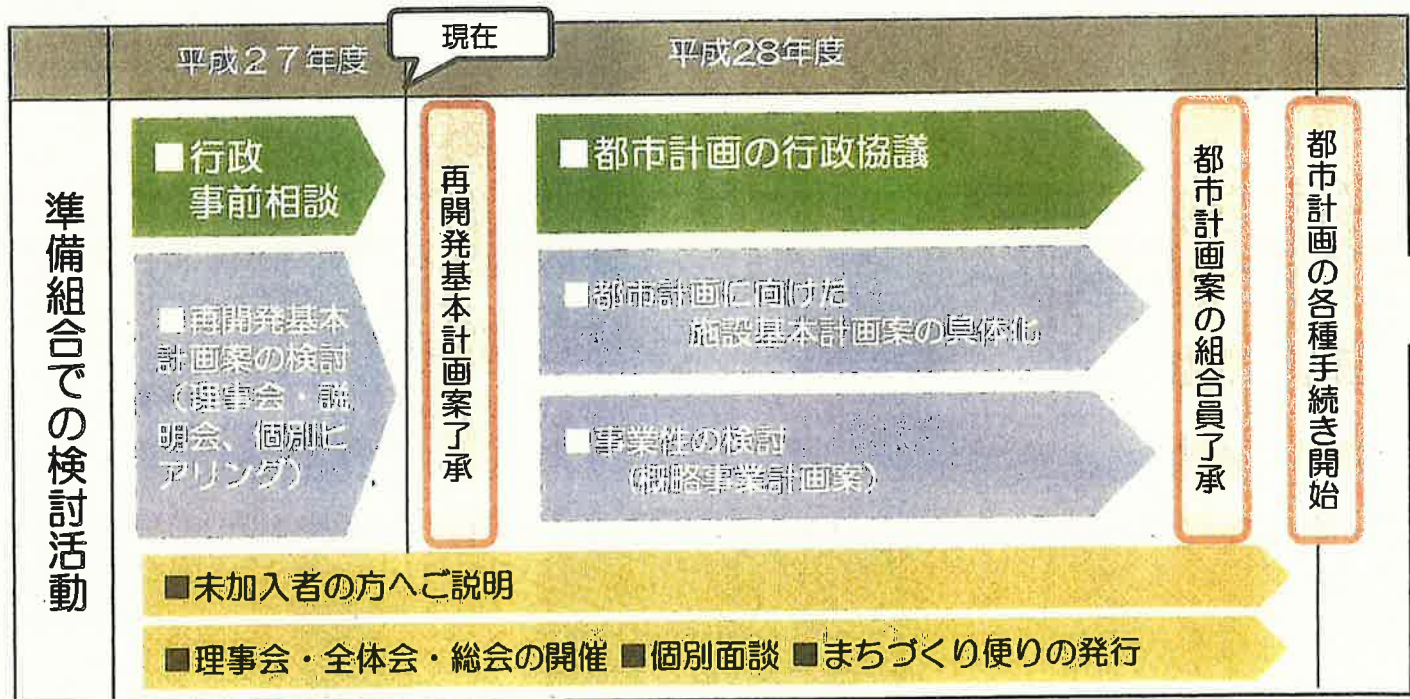 平成27年度
現在
平成28年度
準備組合での検討活動
■行政
事前相談
■再開発基本
計画案の検討
(理事会・説
明会、個別ヒ
アリング)
再開発基本計画案了承
■都市計画の行政協議
■都市計画に向けた
施設基本計画案の具体化
■事業性の検討
(概略事業計画案)
都市計画案の組合員了承
都市計画の各種手続き開始
■未加入者の方へご説明
■理事会・全体会・総会の開催 ■個別面談 ■まちづくり便りの発行